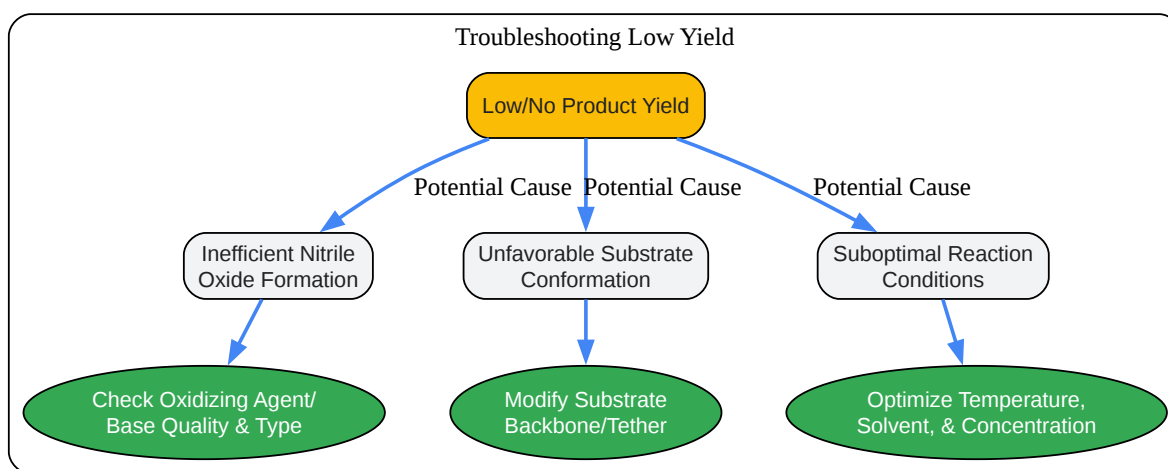 Troubleshooting Low Yield
Low/No Product Yield
Potential Cause
Potential Cause
Potential Cause
Inefficient Nitrile
Oxide Formation
Unfavorable Substrate
Conformation
Suboptimal Reaction
Conditions
Check Oxidizing Agent/
Base Quality & Type
Modify Substrate
Backbone/Tether
Optimize Temperature,
Solvent, & Concentration